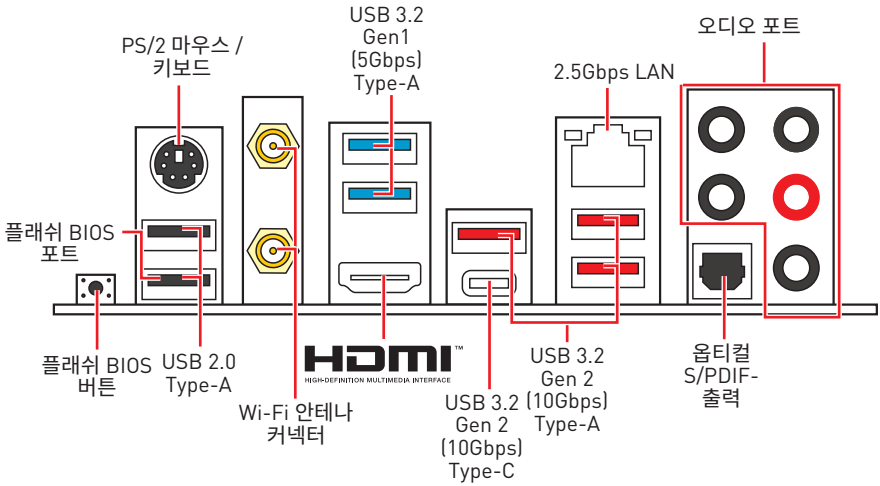 PS/2 마우스 /
키보드
USB 3.2
Gen1
(5Gbps)
Type-A
2.5Gbps LAN
오디오 포트
플래쉬 BIOS
포트
플래쉬 BIOS
버튼
USB 2.0
Type-A
Wi-Fi 안테나
커넥터
HDMI™
HIGH-DEFINITION MULTIMEDIA INTERFACE
USB 3.2
Gen 2
(10Gbps)
Type-C
USB 3.2
Gen 2
(10Gbps)
Type-A
옵티컬
S/PDIF-
출력